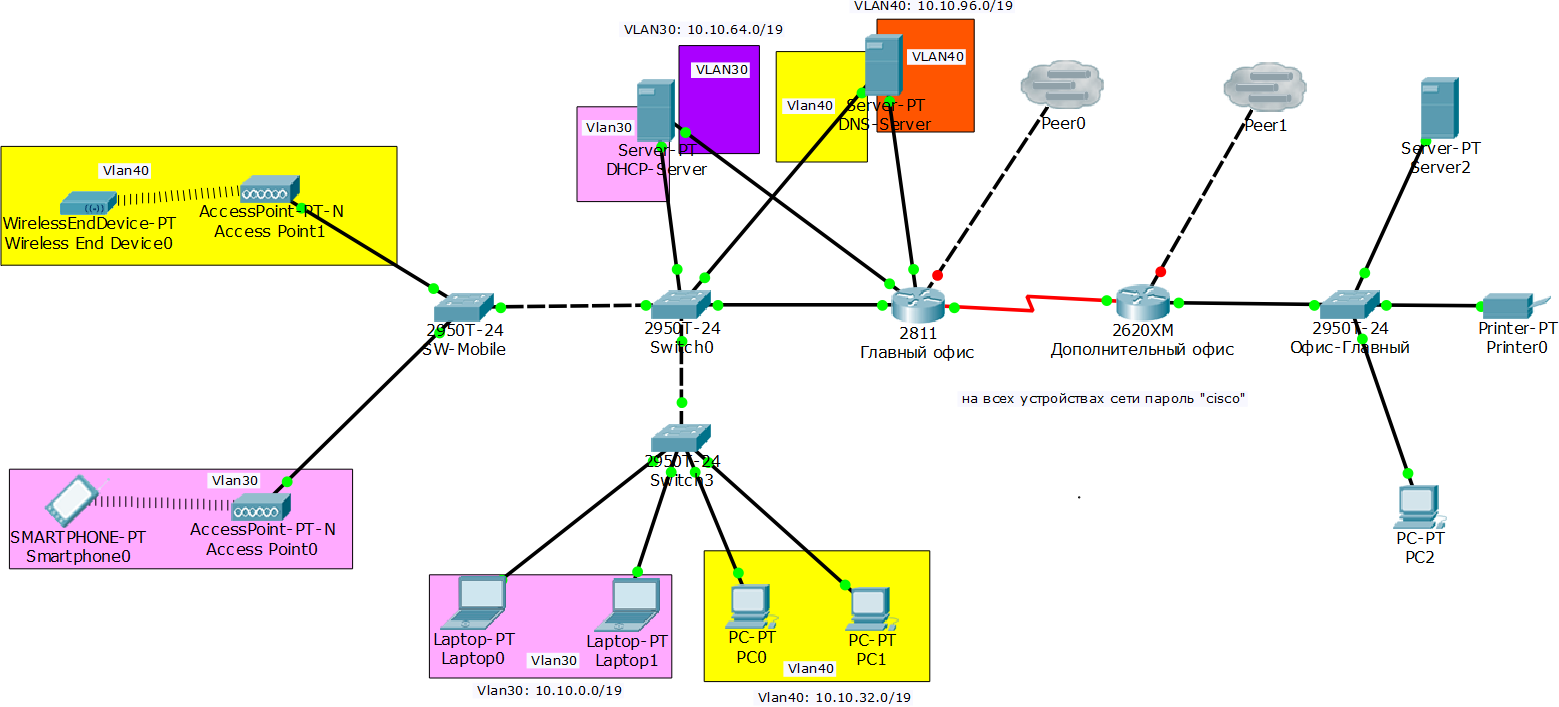 VLAN40: 10.10.96.0/19
VLAN30: 10.10.64.0/19
VLAN30
VLAN40
Vlan40
Vlan30
Server-PT
DHCP-Server
Server-PT
DNS-Server
Peer0
Peer1
Server-PT
Server2
Vlan40
WirelessEndDevice-PT
Wireless End Device0
AccessPoint-PT-N
Access Point1
2950T-24
SW-Mobile
2950T-24
Switch0
2811
Главный офис
2620XM
Дополнительный офис
2950T-24
Офис-Главный
Printer-PT
Printer0
на всех устройствах сети пароль "cisco"
2950T-24
Switch3
Vlan30
SMARTPHONE-PT
Smartphone0
AccessPoint-PT-N
Access Point0
PC-PT
PC2
Laptop-PT
Laptop0
Laptop-PT
Laptop1
Vlan30
PC-PT
PC0
PC-PT
PC1
Vlan40
Vlan30: 10.10.0.0/19
Vlan40: 10.10.32.0/19